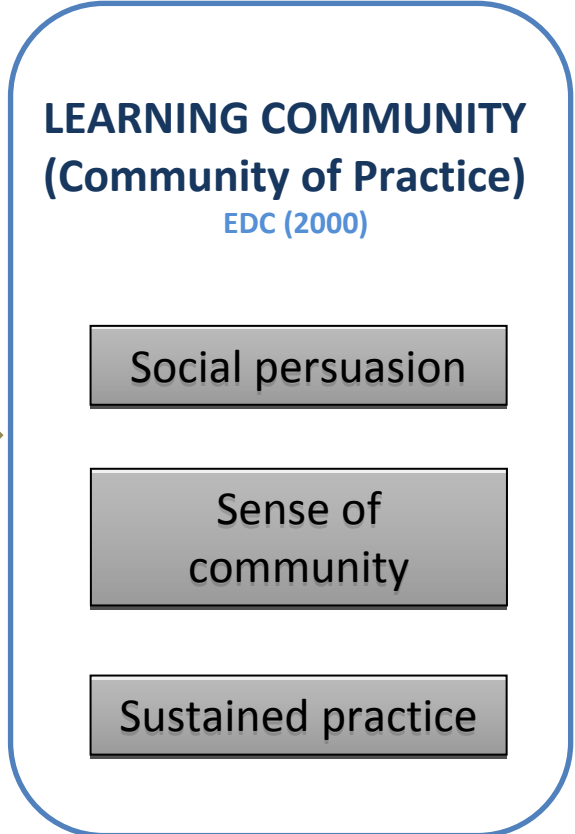 LEARNING COMMUNITY
(Community of Practice)
EDC (2000)
Social persuasion
Sense of
community
Sustained practice